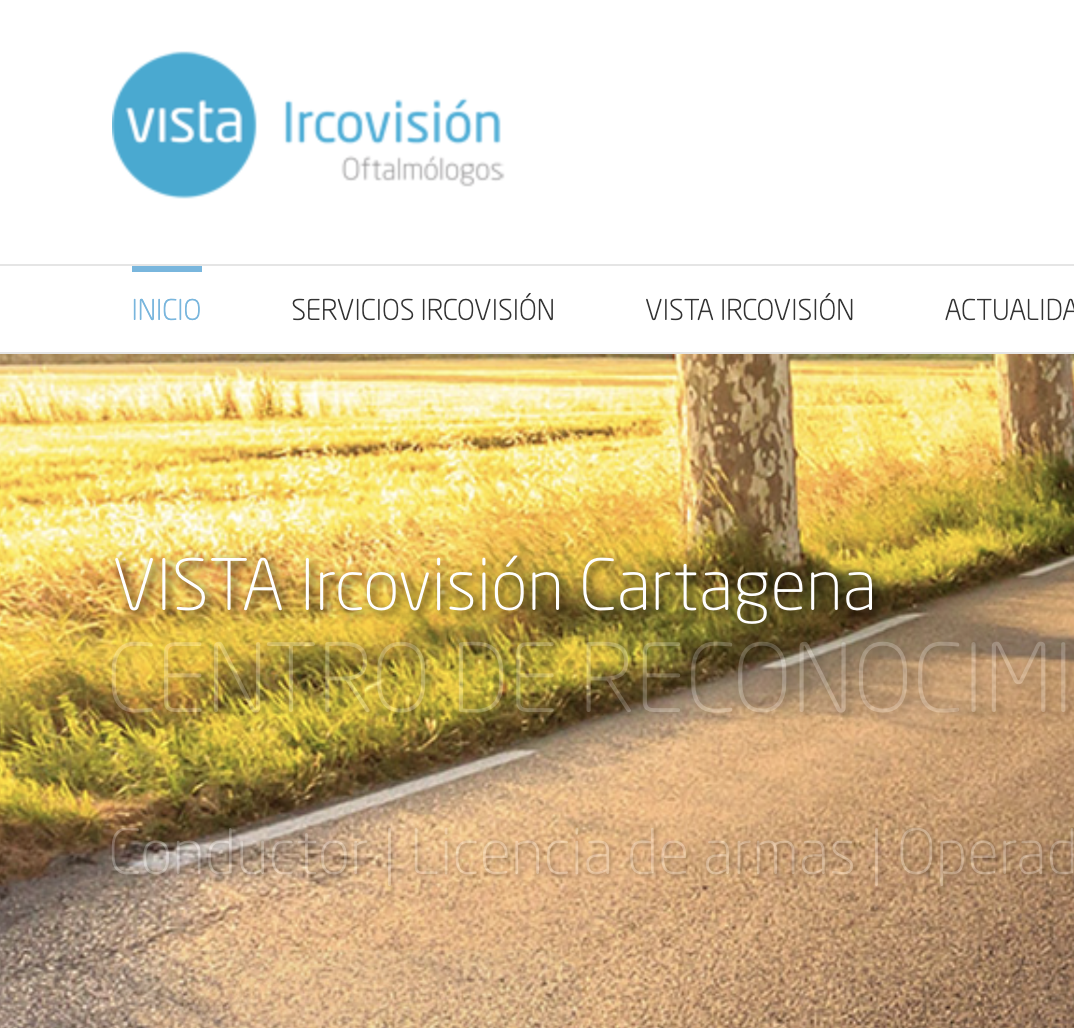 vista
Ircovisión
Oftalmólogos
INICIO SERVICIOS IRCOVISIÓN VISTA IRCOVISIÓN ACTUALIDA
VISTA Ircovisión Cartagena
CENTRO DE RECONOCIMI
Conductor | Licencia de armas | Operad